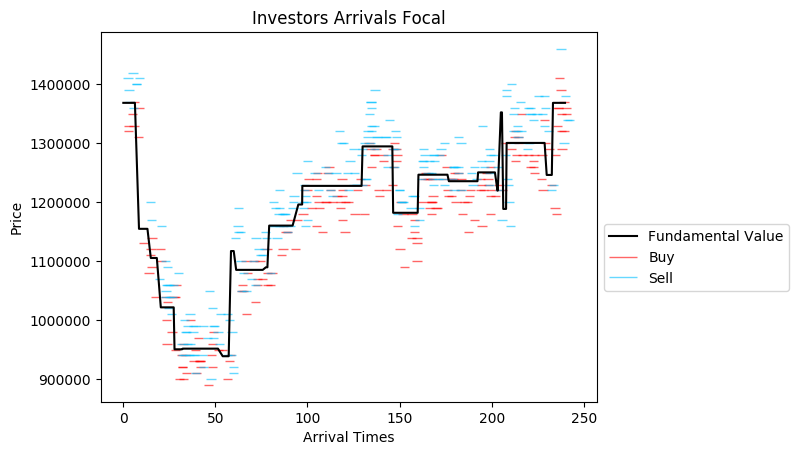 Investors Arrivals Focal
Price
1400000
1300000
1200000
1100000
1000000
900000
0 50 100 150 200 250
Arrival Times
Fundamental Value
Buy
Sell